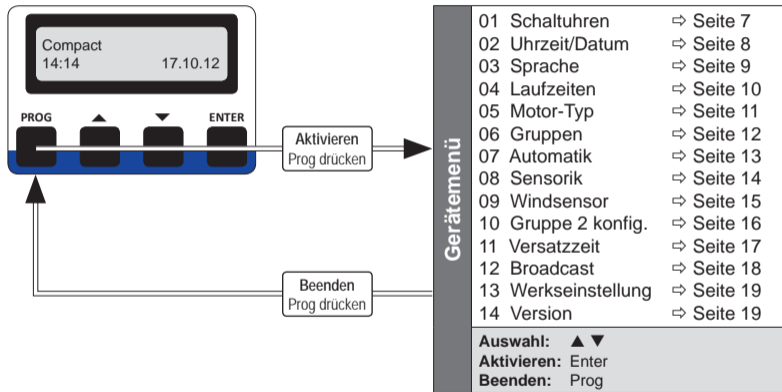 Compact
14:14 17.10.12
PROG ▲ ▼ ENTER
Aktivieren
Prog drücken
Beenden
Prog drücken
Gerätemenü
01 Schaltuhren ⇨ Seite 7
02 Uhrzeit/Datum ⇨ Seite 8
03 Sprache ⇨ Seite 9
04 Laufzeiten ⇨ Seite 10
05 Motor-Typ ⇨ Seite 11
06 Gruppen ⇨ Seite 12
07 Automatik ⇨ Seite 13
08 Sensorik ⇨ Seite 14
09 Windsensor ⇨ Seite 15
10 Gruppe 2 konfig. ⇨ Seite 16
11 Versatzzeit ⇨ Seite 17
12 Broadcast ⇨ Seite 18
13 Werkseinstellung ⇨ Seite 19
14 Version ⇨ Seite 19
Auswahl: ▲ ▼
Aktivieren: Enter
Beenden: Prog